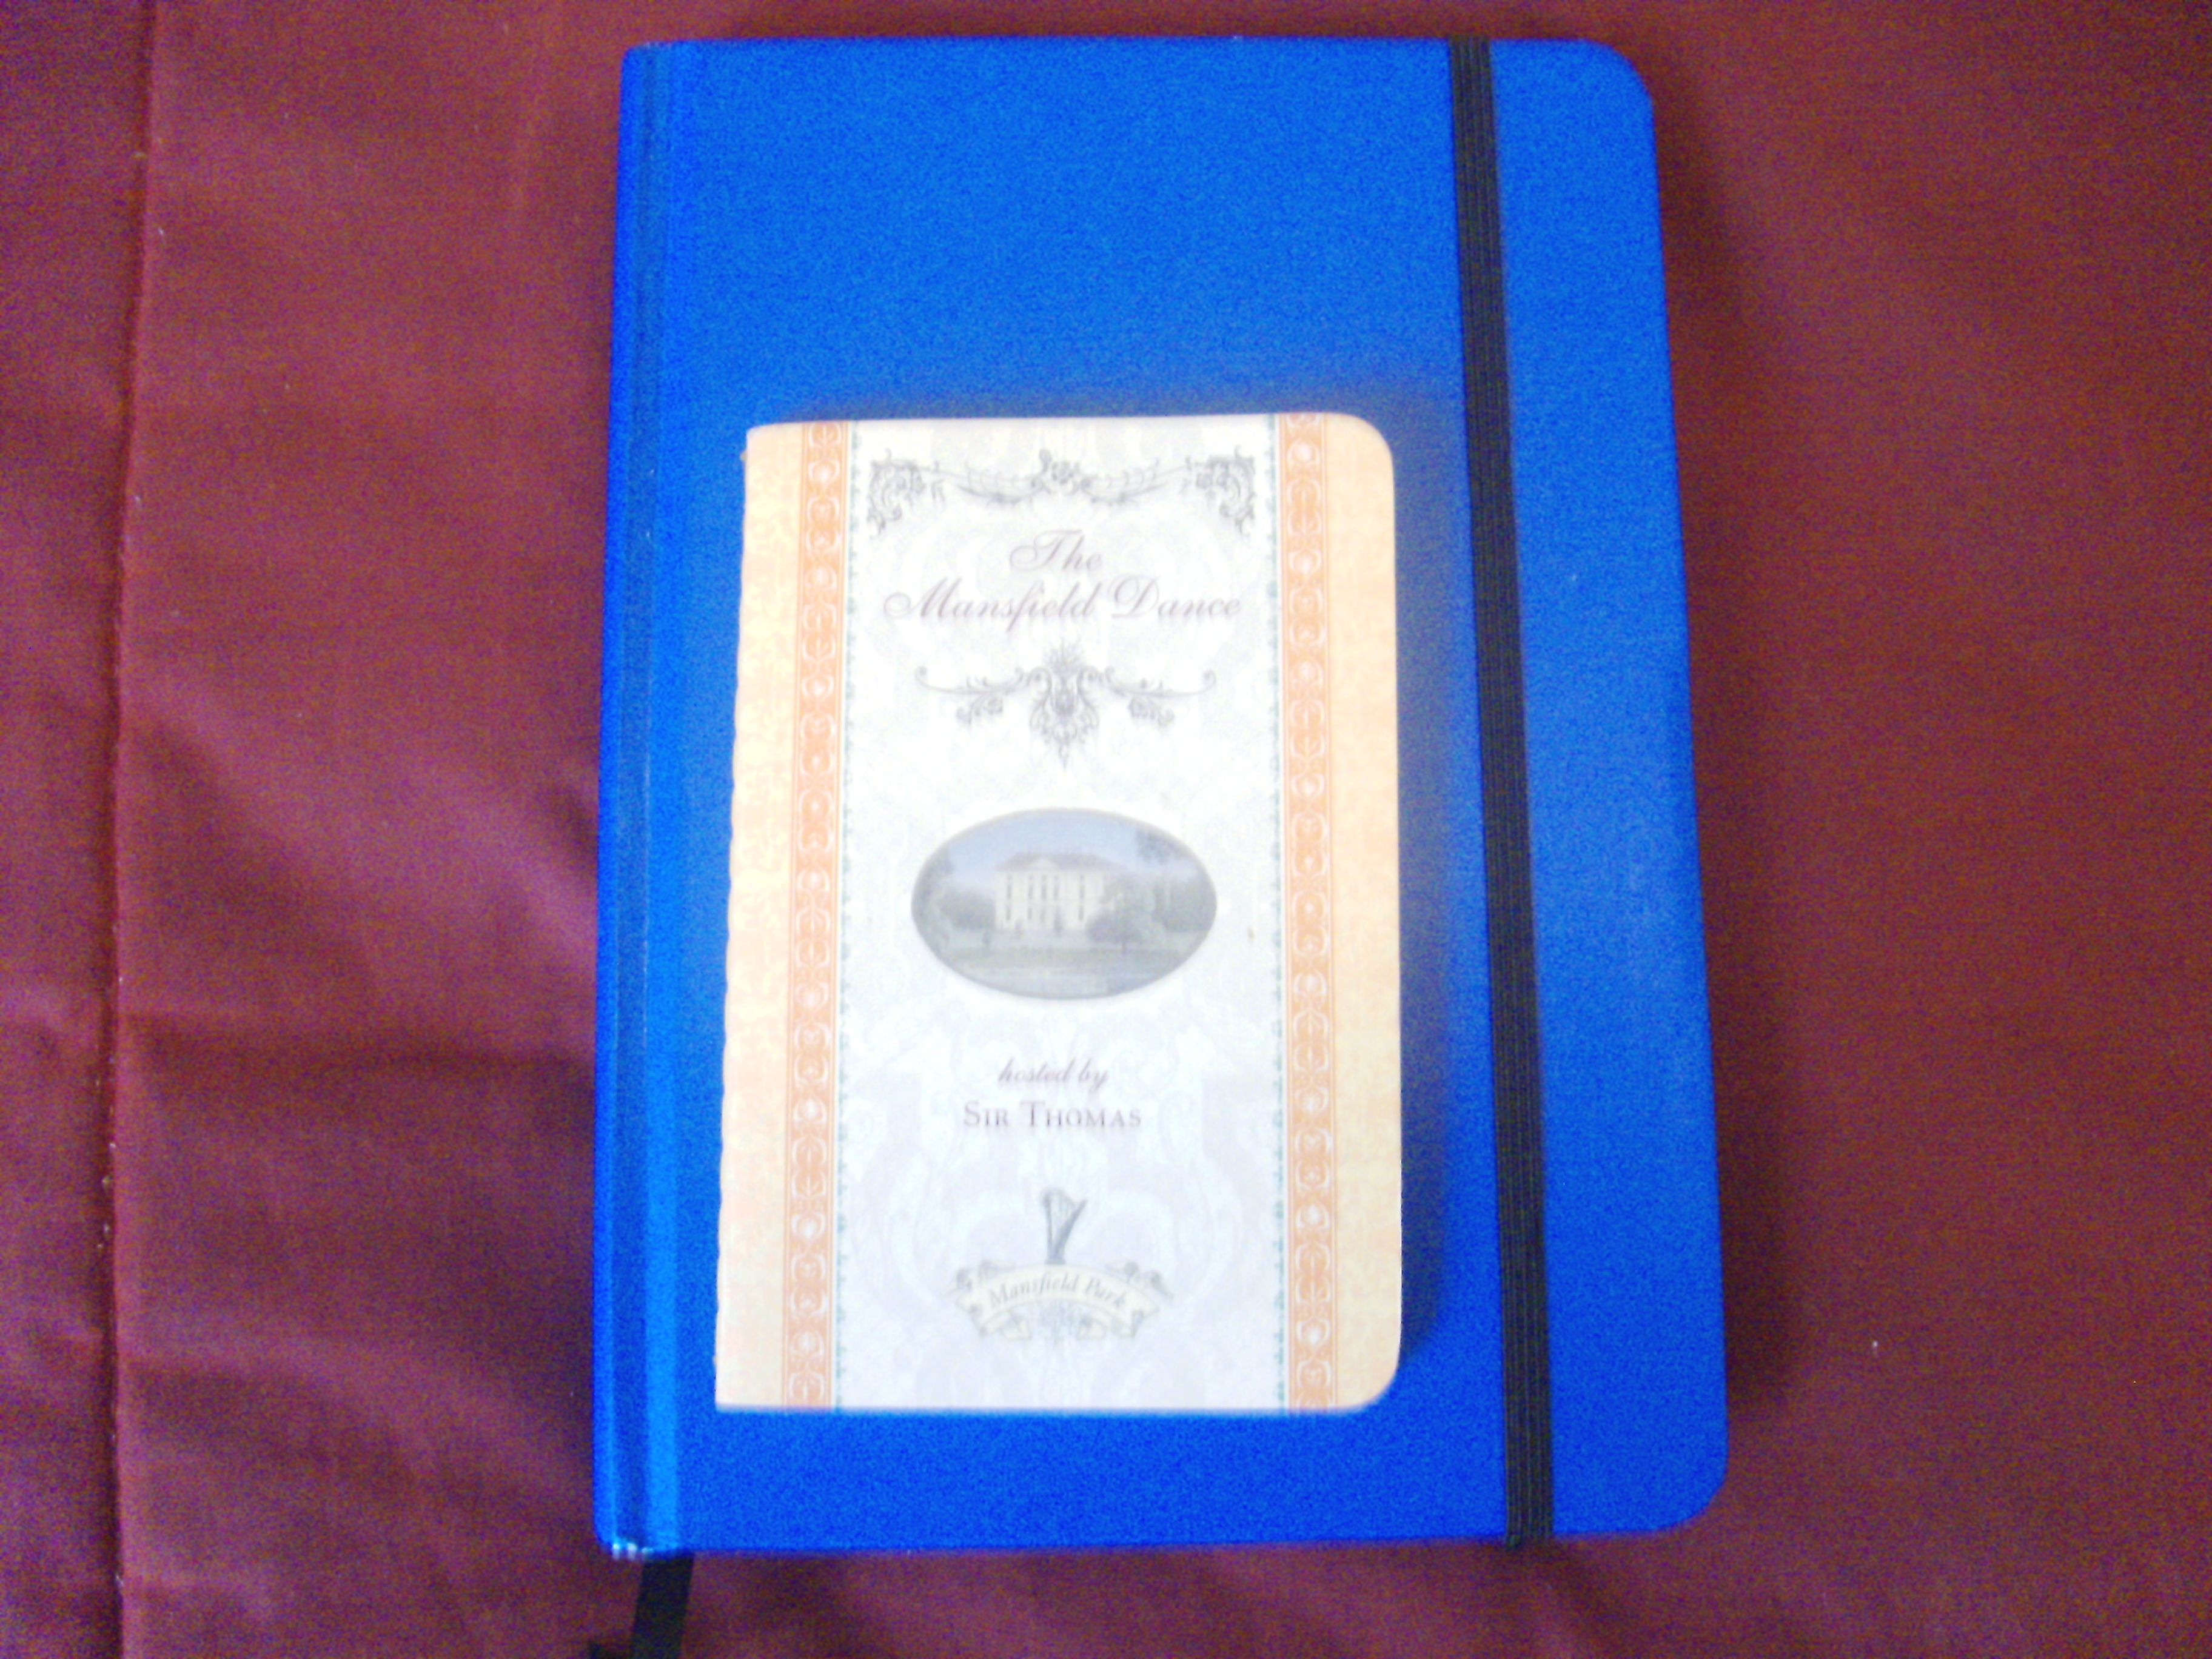 The
Mansfield Dance
hosted by
SIR THOMAS
Mansfield Park